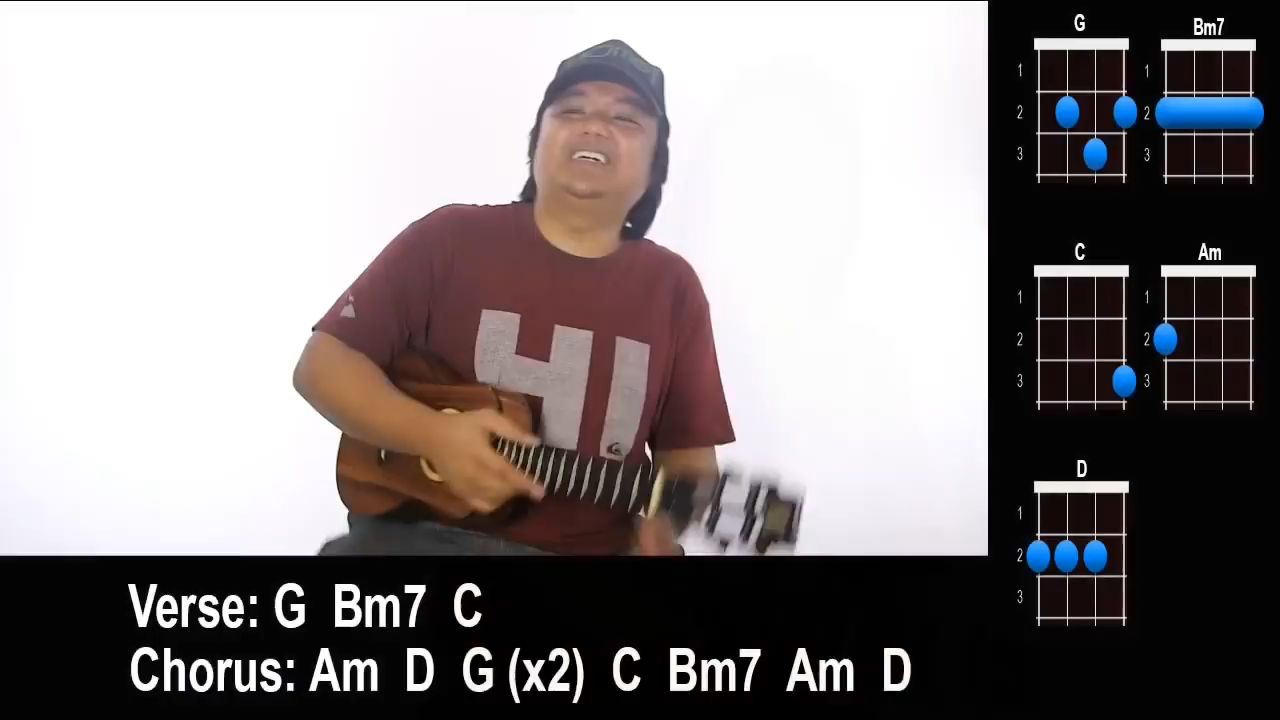 G Bm7
1 1
2 2
3 3
HI
C Am
1 1
2 2
3 3
D
1
2
3
Verse: G Bm7 C
Chorus: Am D G (x2) C Bm7 Am D